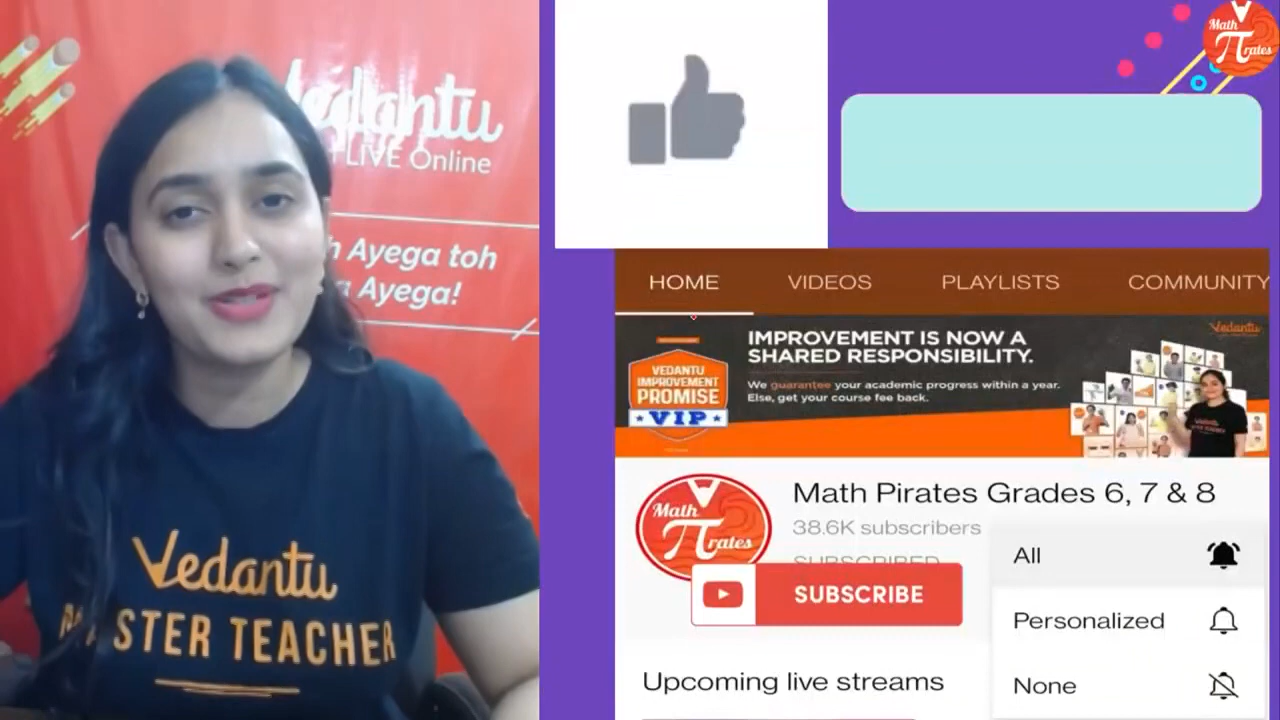 Vedantu
LIVE Online
Ayega toh
Ayega!
Vedantu
MASTER TEACHER
Math
π rates
HOME
VIDEOS
PLAYLISTS
COMMUNITY
Vedantu
IMPROVEMENT IS NOW A
SHARED RESPONSIBILITY.
We guarantee your academic progress within a year.
Else, get your course fee back.
VEDANTU
IMPROVEMENT
PROMISE
VIP
Math
π rates
Math Pirates Grades 6, 7 & 8
38.6K subscribers
SUBSCRIBED
SUBSCRIBE
All
Personalized
None
Upcoming live streams